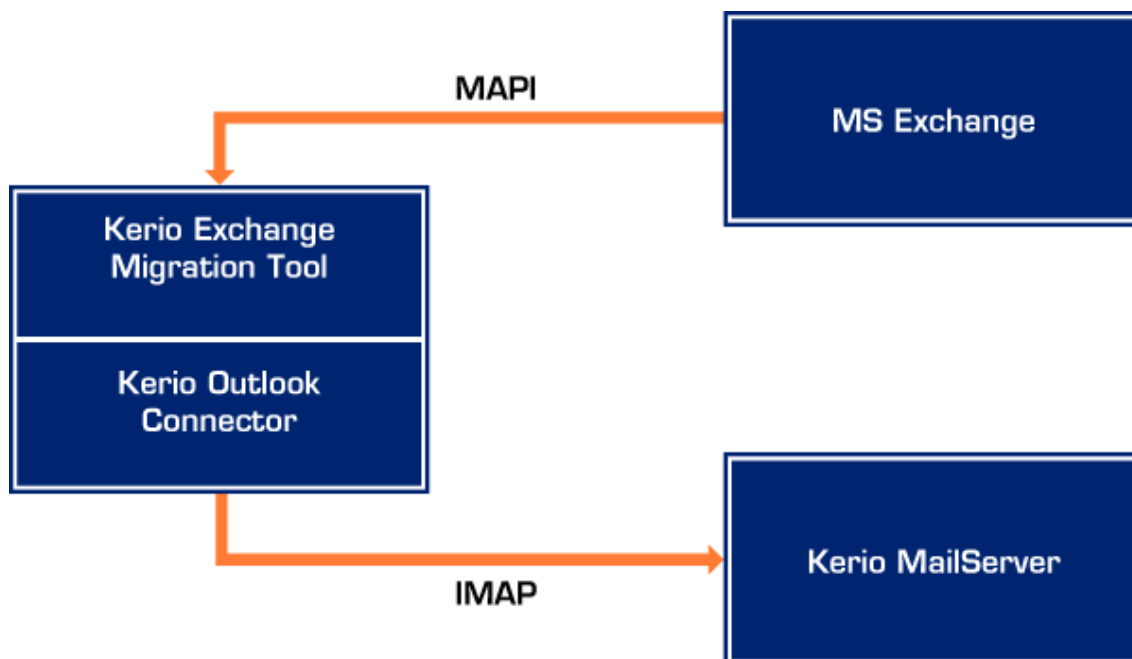 MAPI
MS Exchange
Kerio Exchange
Migration Tool
Kerio Outlook
Connector
Kerio MailServer
IMAP